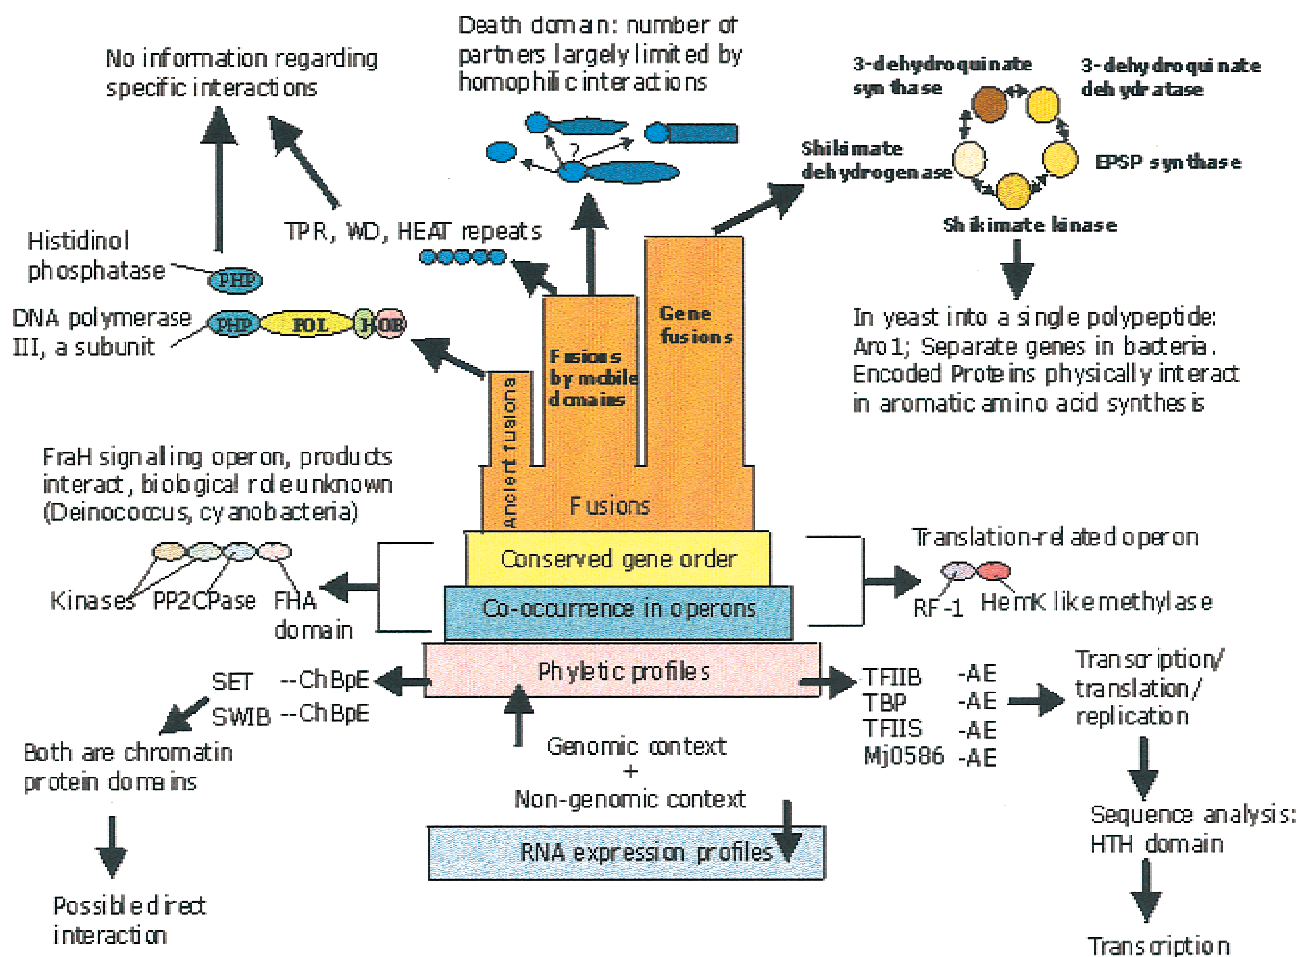 Death domain: number of
partners largely limited by
homophilic interactions
No information regarding
specific interactions
3-dehydroquinate
synthase
3-dehydroquinate
dehydratase
?
Shikimate
dehydrogenase
EPSP synthase
Shikimate kinase
TPR, WD, HEAT repeats
Histidinol
phosphatase
PHP
DNA polymerase
III, a subunit
PHP
POL
H
OB
In yeast into a single polypeptide:
Aro1; Separate genes in bacteria.
Encoded Proteins physically interact
in aromatic amino acid synthesis
Gene
fusions
Fusions
by mobile
domains
Ancient fusions
Fusions
FraH signaling operon, products
interact, biological role unknown
(Deinococcus, cyanobacteria)
Kinases PP2CPase FHA
domain
Conserved gene order
Co-occurrence in operons
Phyletic profiles
Translation-related operon
RF-1 HemK like methylase
SET --ChBpE
SWIB --ChBpE
Both are chromatin
protein domains
Possible direct
interaction
TFIIB -AE
TBP -AE
TFIIS -AE
Mj0586 -AE
Transcription/
translation/
replication
Sequence analysis:
HTH domain
Transcription
Genomic context
+
Non-genomic context
RNA expression profiles